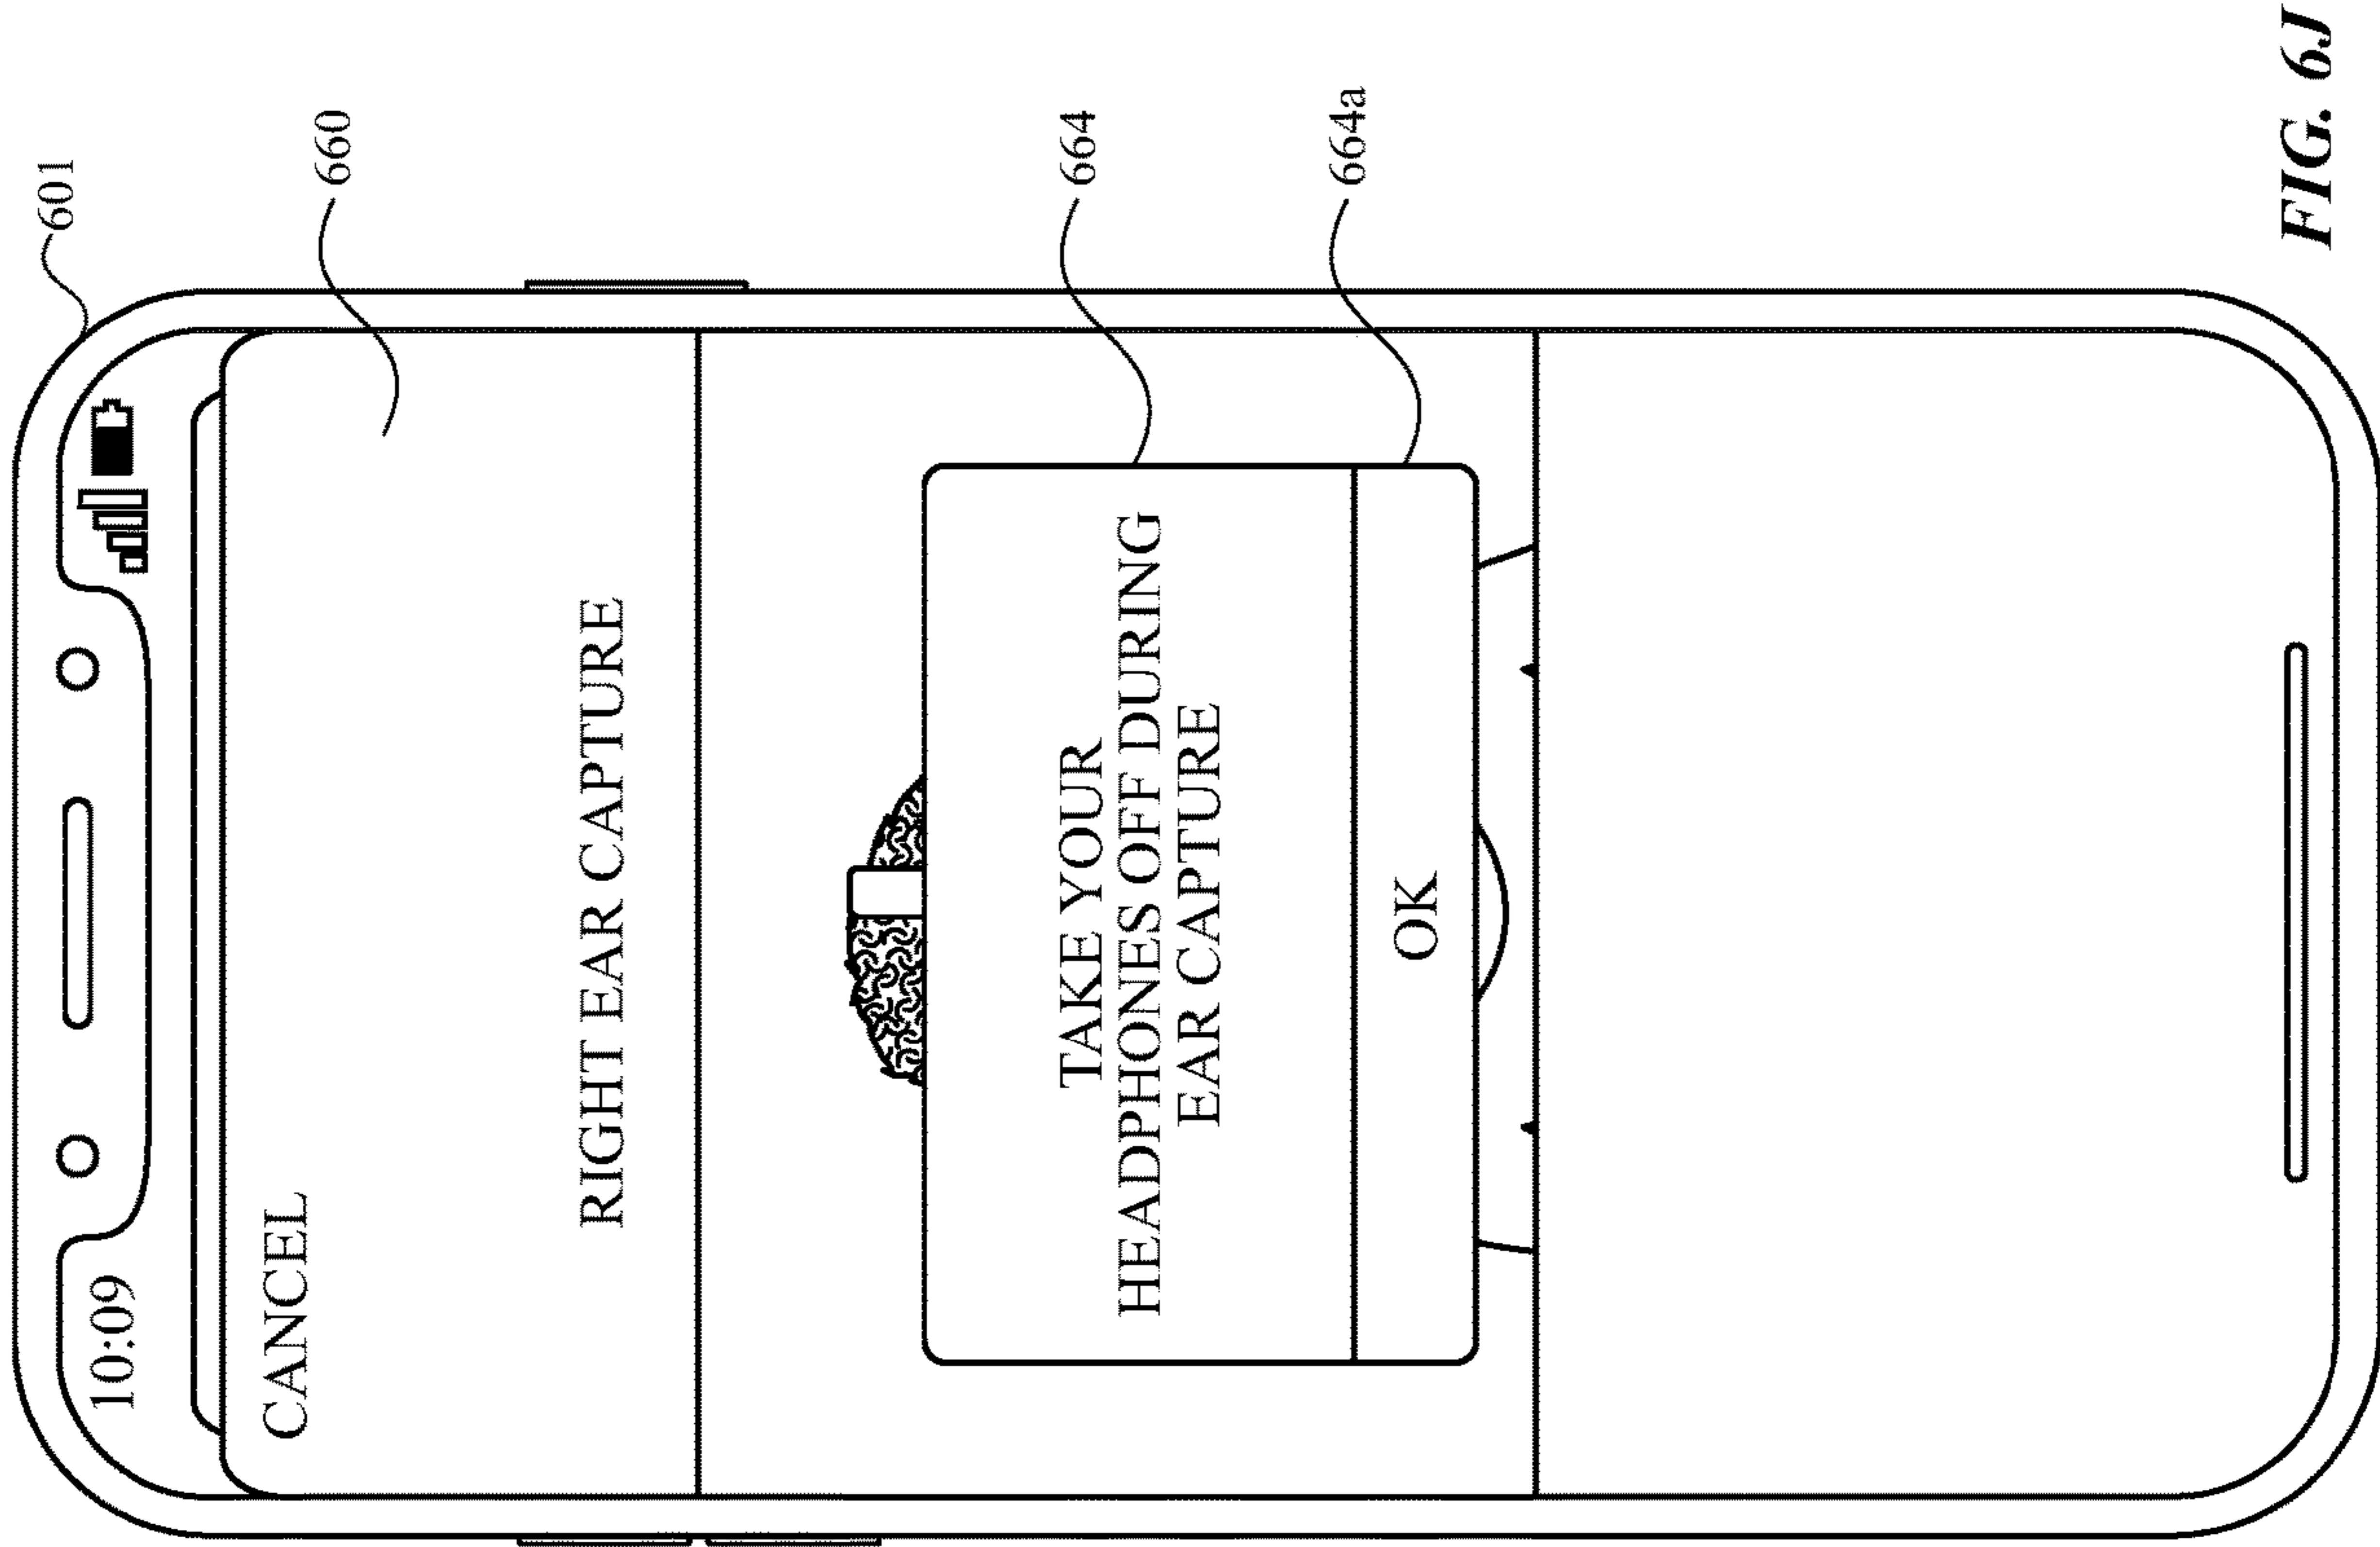 601
10:09
CANCEL
660
RIGHT EAR CAPTURE
TAKE YOUR
HEADPHONES OFF DURING
EAR CAPTURE
664
OK
664a
FIG. 6J